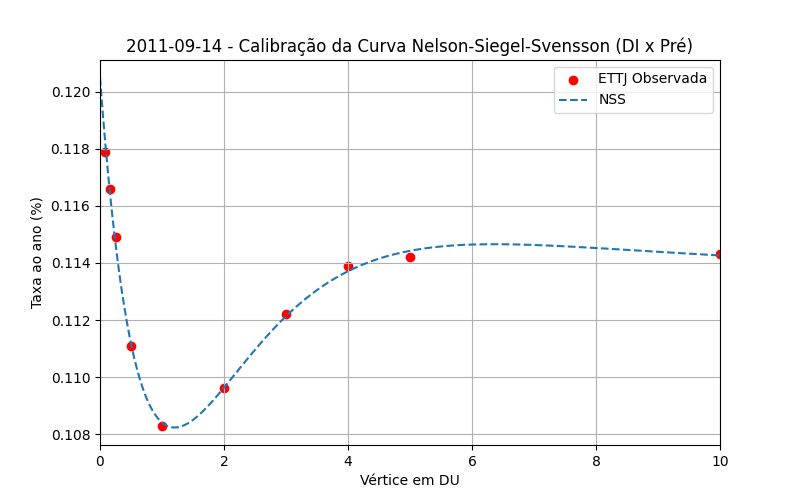 2011-09-14 - Calibração da Curva Nelson-Siegel-Svensson (DI x Pré)
ETTJ Observada
NSS
Taxa ao ano (%)
0.120
0.118
0.116
0.114
0.112
0.110
0.108
0 2 4 6 8 10
Vértice em DU